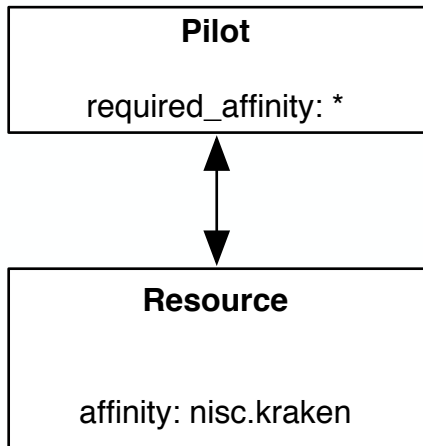 Pilot
required_affinity: *
Resource
affinity: nisc.kraken